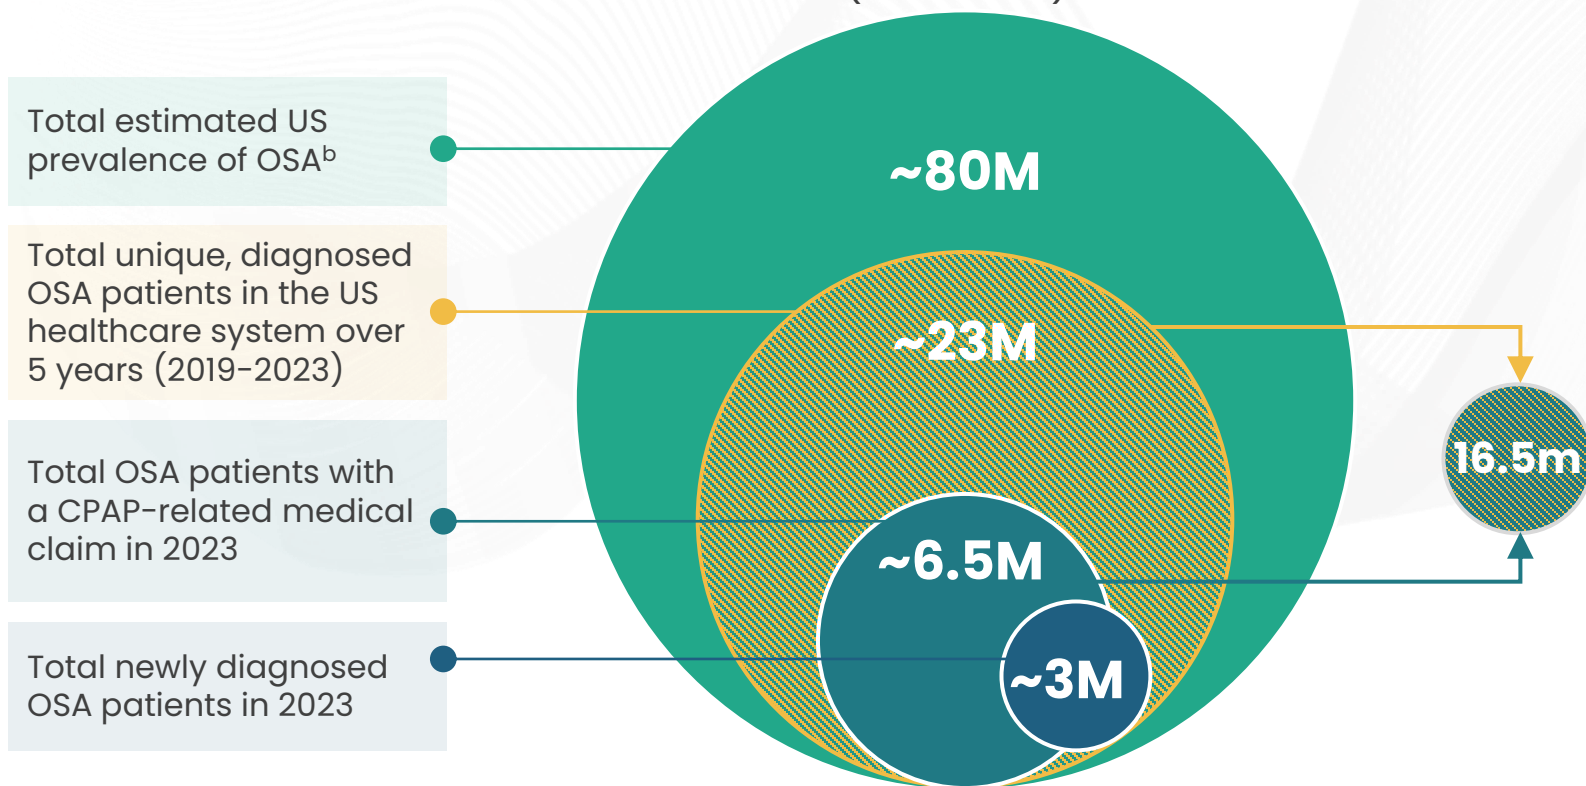 Total estimated US
prevalence of OSAᵇ
~80M
Total unique, diagnosed
OSA patients in the US
healthcare system over
5 years (2019-2023)
~23M
16.5m
Total OSA patients with
a CPAP-related medical
claim in 2023
~6.5M
Total newly diagnosed
OSA patients in 2023
~3M